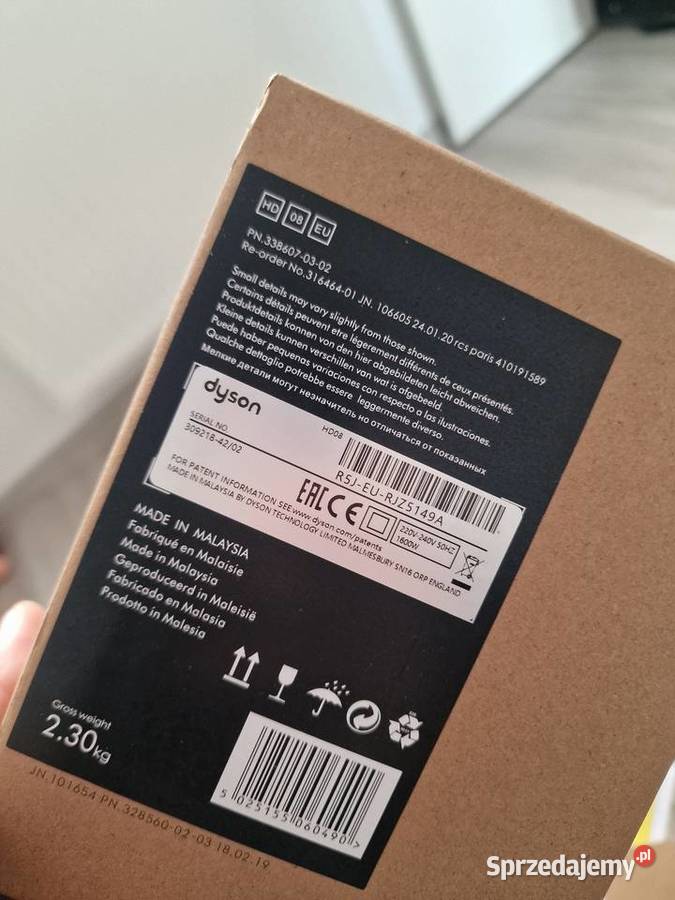 HD 08 EU
PN.338607-03-02
Re-order No.316464-01 JN. 106605 24.01.20 rcs paris 410191589
Small details may vary slightly from those shown.
Certains détails peuvent etre légerement différents de ceux présentés.
Produktdetails konnen von den hier abgebildeten leicht abweichen.
Kleine details kunnen verschillen van wat is afgebeeld.
Puede haber pequenas variaciones con respecto a las ilustraciones.
Qualche dettaglio potrebbe essere leggermente diverso.
Мелкие детали могут незначительно отличаться от показанных
dyson
HD08
SERIAL NO.
309218-42/02
R5J-EU-RJZ5149A
FOR PATENT INFORMATION SEE www.dyson.com/patents
MADE IN MALAYSIA BY DYSON TECHNOLOGY LIMITED MALMESBURY SN16 0RP ENGLAND
EAC CE
220V-240V 50HZ
1600W
MADE IN MALAYSIA
Fabriqué en Malaisie
Made in Malaysia
Geproduceerd in Maleisië
Fabricado en Malasia
Prodotto in Malesia
Gross weight
2.30kg
5 025155 060490 >
JN.101654 PN.328560-02-03 18.02.19
Sprzedajemy.pl